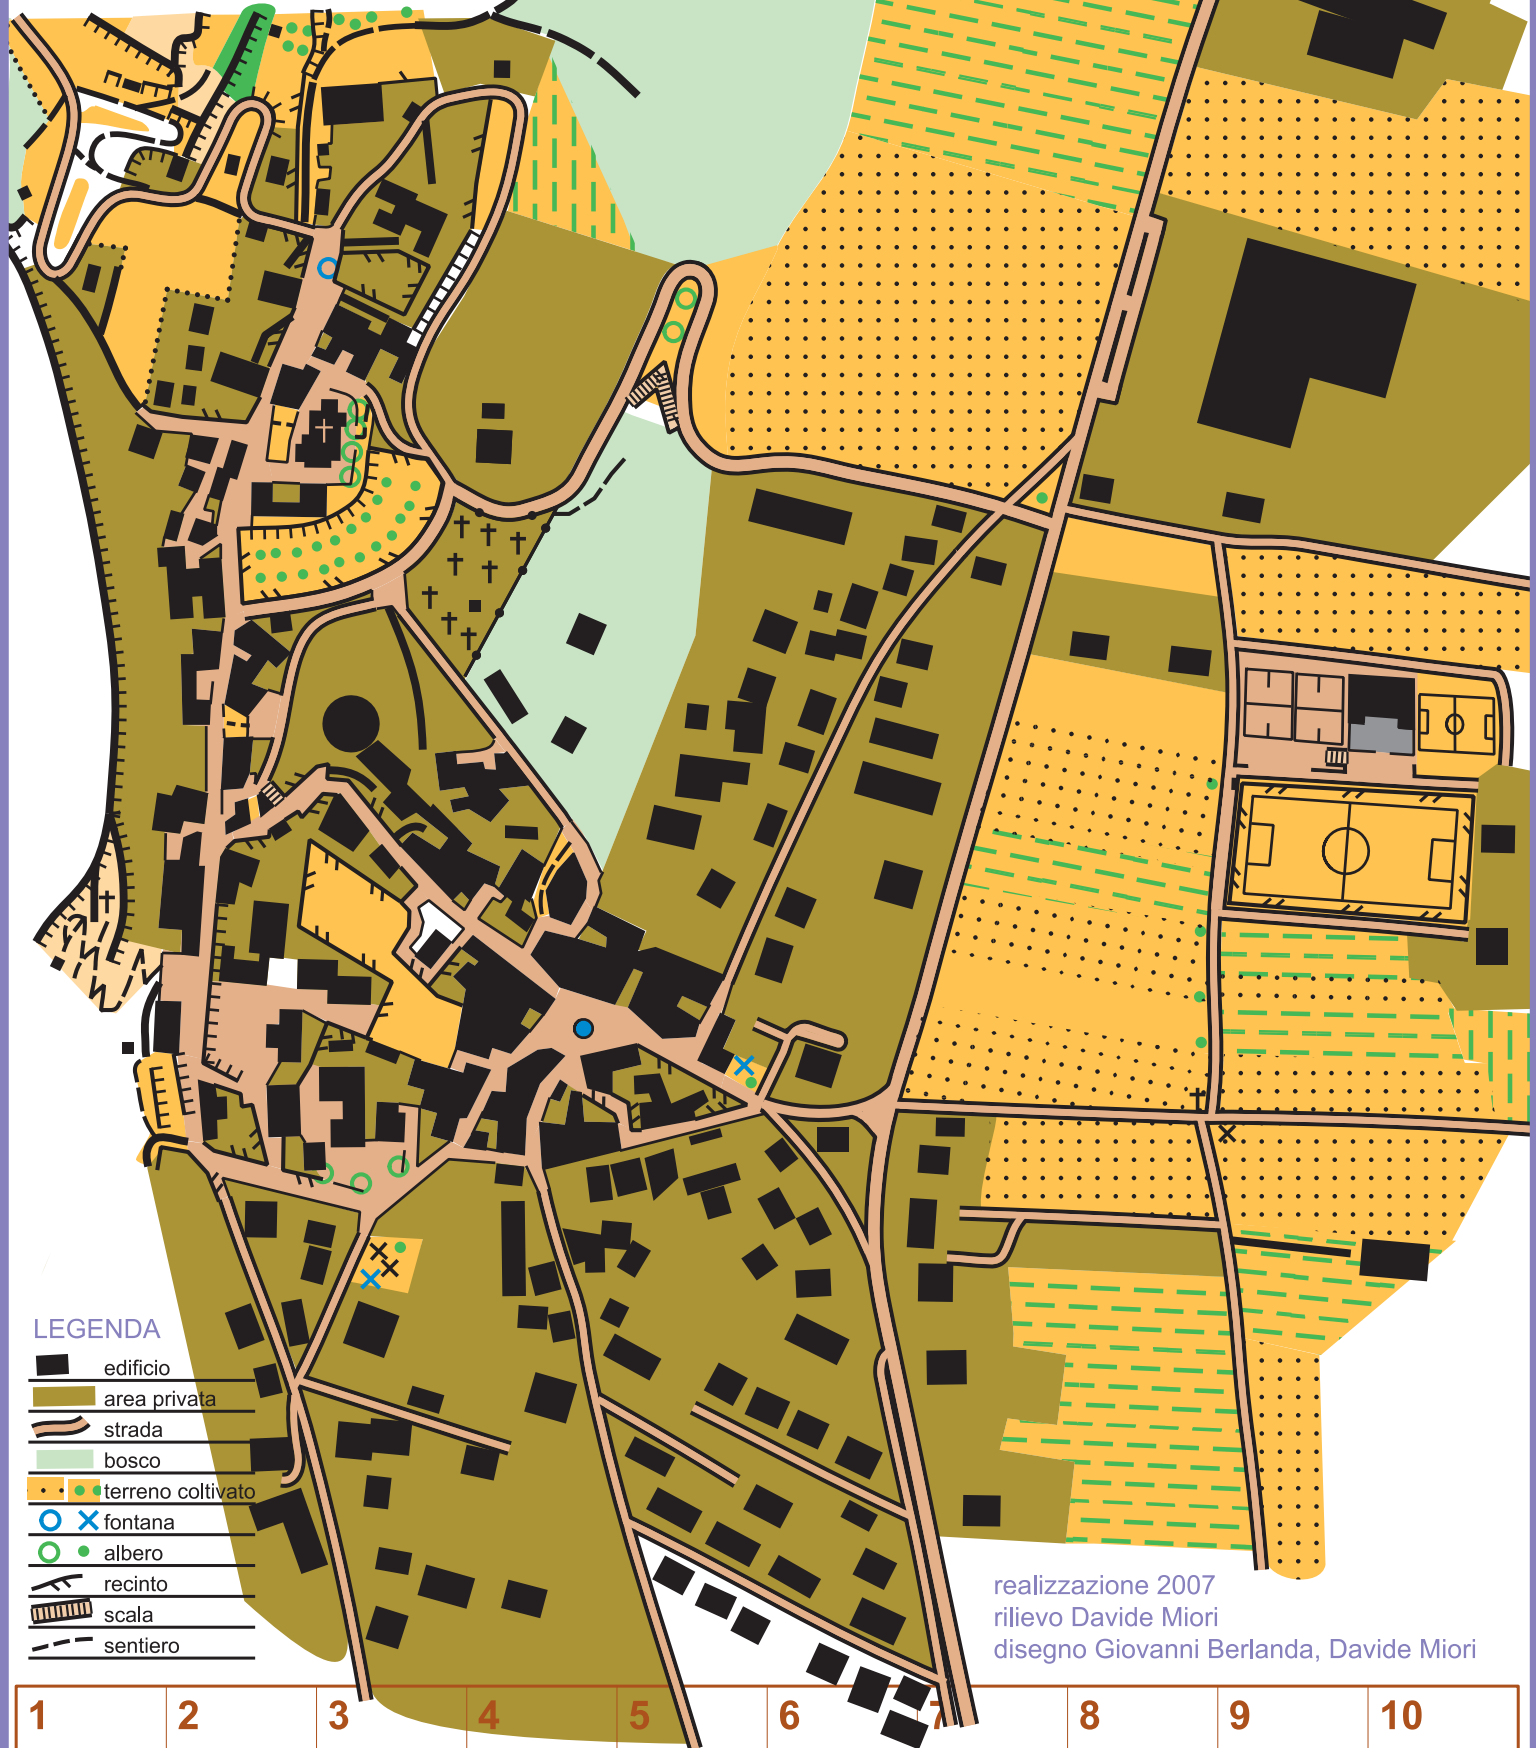 LEGENDA
edificio
area privata
strada
bosco
terreno coltivato
fontana
albero
recinto
scala
sentiero
realizzazione 2007
rilievo Davide Miori
disegno Giovanni Berlanda, Davide Miori
1 2 3 4 5 6 7 8 9 10